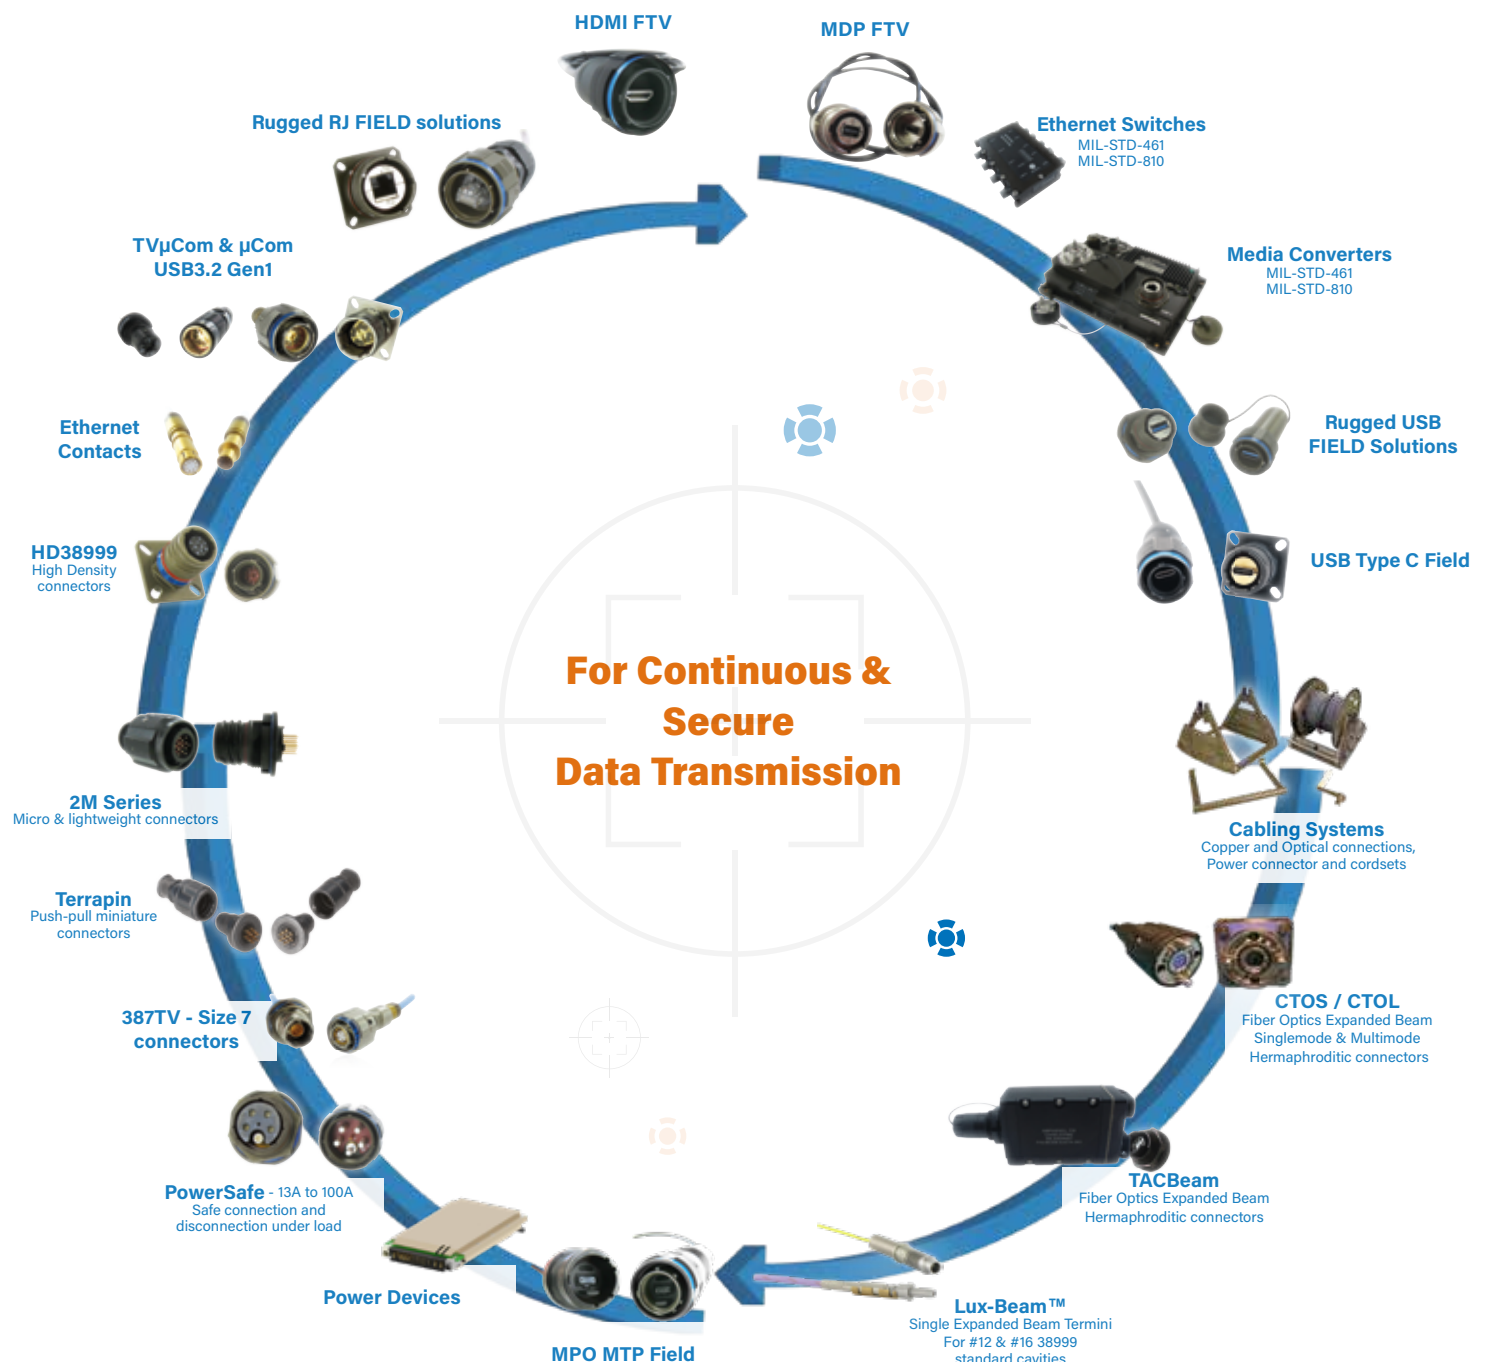 HDMI FTV
MDP FTV
Rugged RJ FIELD solutions
Ethernet Switches
MIL-STD-461
MIL-STD-810
TVµCom & µCom
USB3.2 Gen1
Media Converters
MIL-STD-461
MIL-STD-810
Ethernet
Contacts
Rugged USB
FIELD Solutions
HD38999
High Density
connectors
USB Type C Field
For Continuous &
Secure
Data Transmission
2M Series
Micro & lightweight connectors
Cabling Systems
Copper and Optical connections,
Power connector and cordsets
Terrapin
Push-pull miniature
connectors
387TV - Size 7
connectors
CTOS / CTOL
Fiber Optics Expanded Beam
Singlemode & Multimode
Hermaphroditic connectors
PowerSafe - 13A to 100A
Safe connection and
disconnection under load
TACBeam
Fiber Optics Expanded Beam
Hermaphroditic connectors
Power Devices
Lux-Beam™
Single Expanded Beam Termini
For #12 & #16 38999
standard cavities
MPO MTP Field